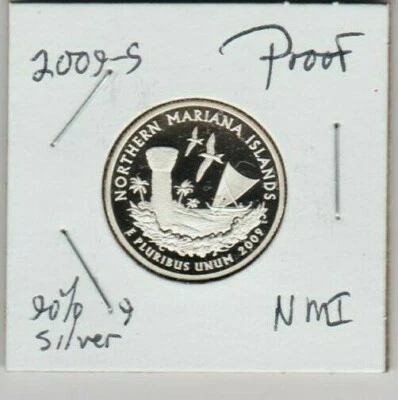 2009-S
Proof
NORTHERN MARIANA ISLANDS
E PLURIBUS UNUM 2009
90%
Silver
NMI